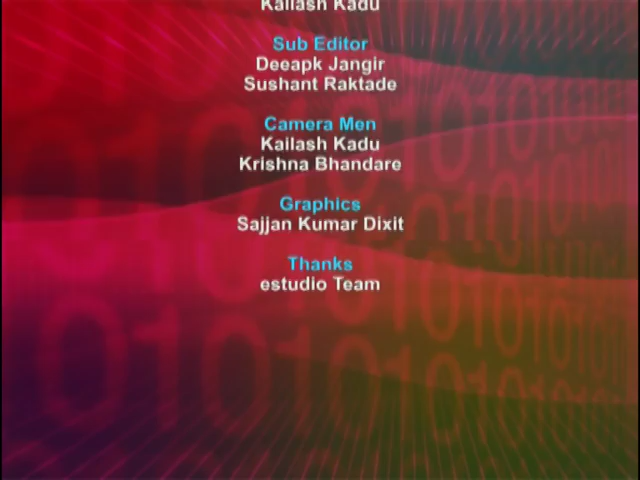 Kailash Kadu
Sub Editor
Deeapk Jangir
Sushant Raktade
Camera Men
Kailash Kadu
Krishna Bhandare
Graphics
Sajjan Kumar Dixit
Thanks
estudio Team